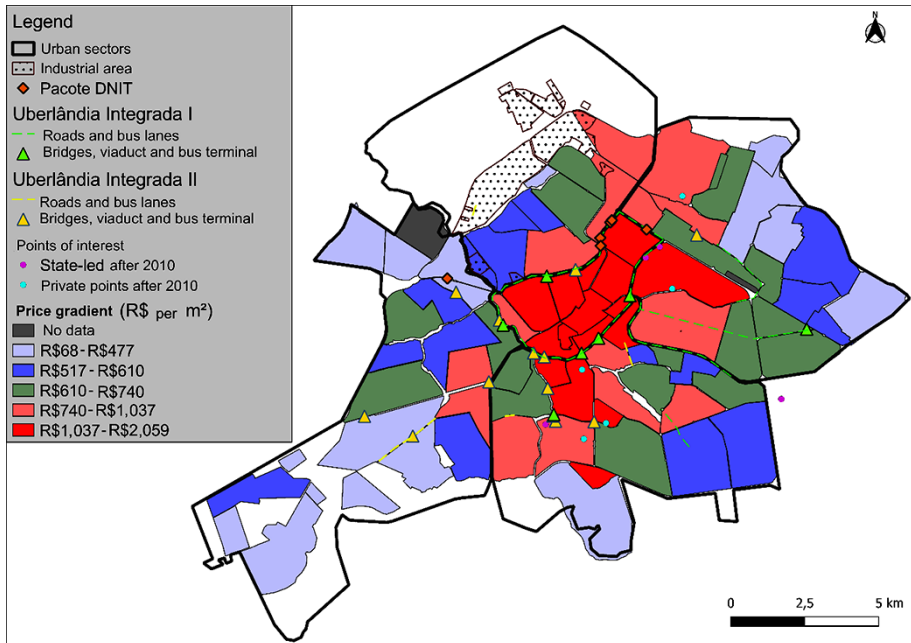 Legend
Urban sectors
Industrial area
Pacote DNIT
Uberlândia Integrada I
Roads and bus lanes
Bridges, viaduct and bus terminal
Uberlândia Integrada II
Roads and bus lanes
Bridges, viaduct and bus terminal
Points of interest
State-led after 2010
Private points after 2010
Price gradient (R$ per m²)
No data
R$68-R$477
R$517-R$610
R$610-R$740
R$740-R$1,037
R$1,037-R$2,059
N
0 2,5 5 km